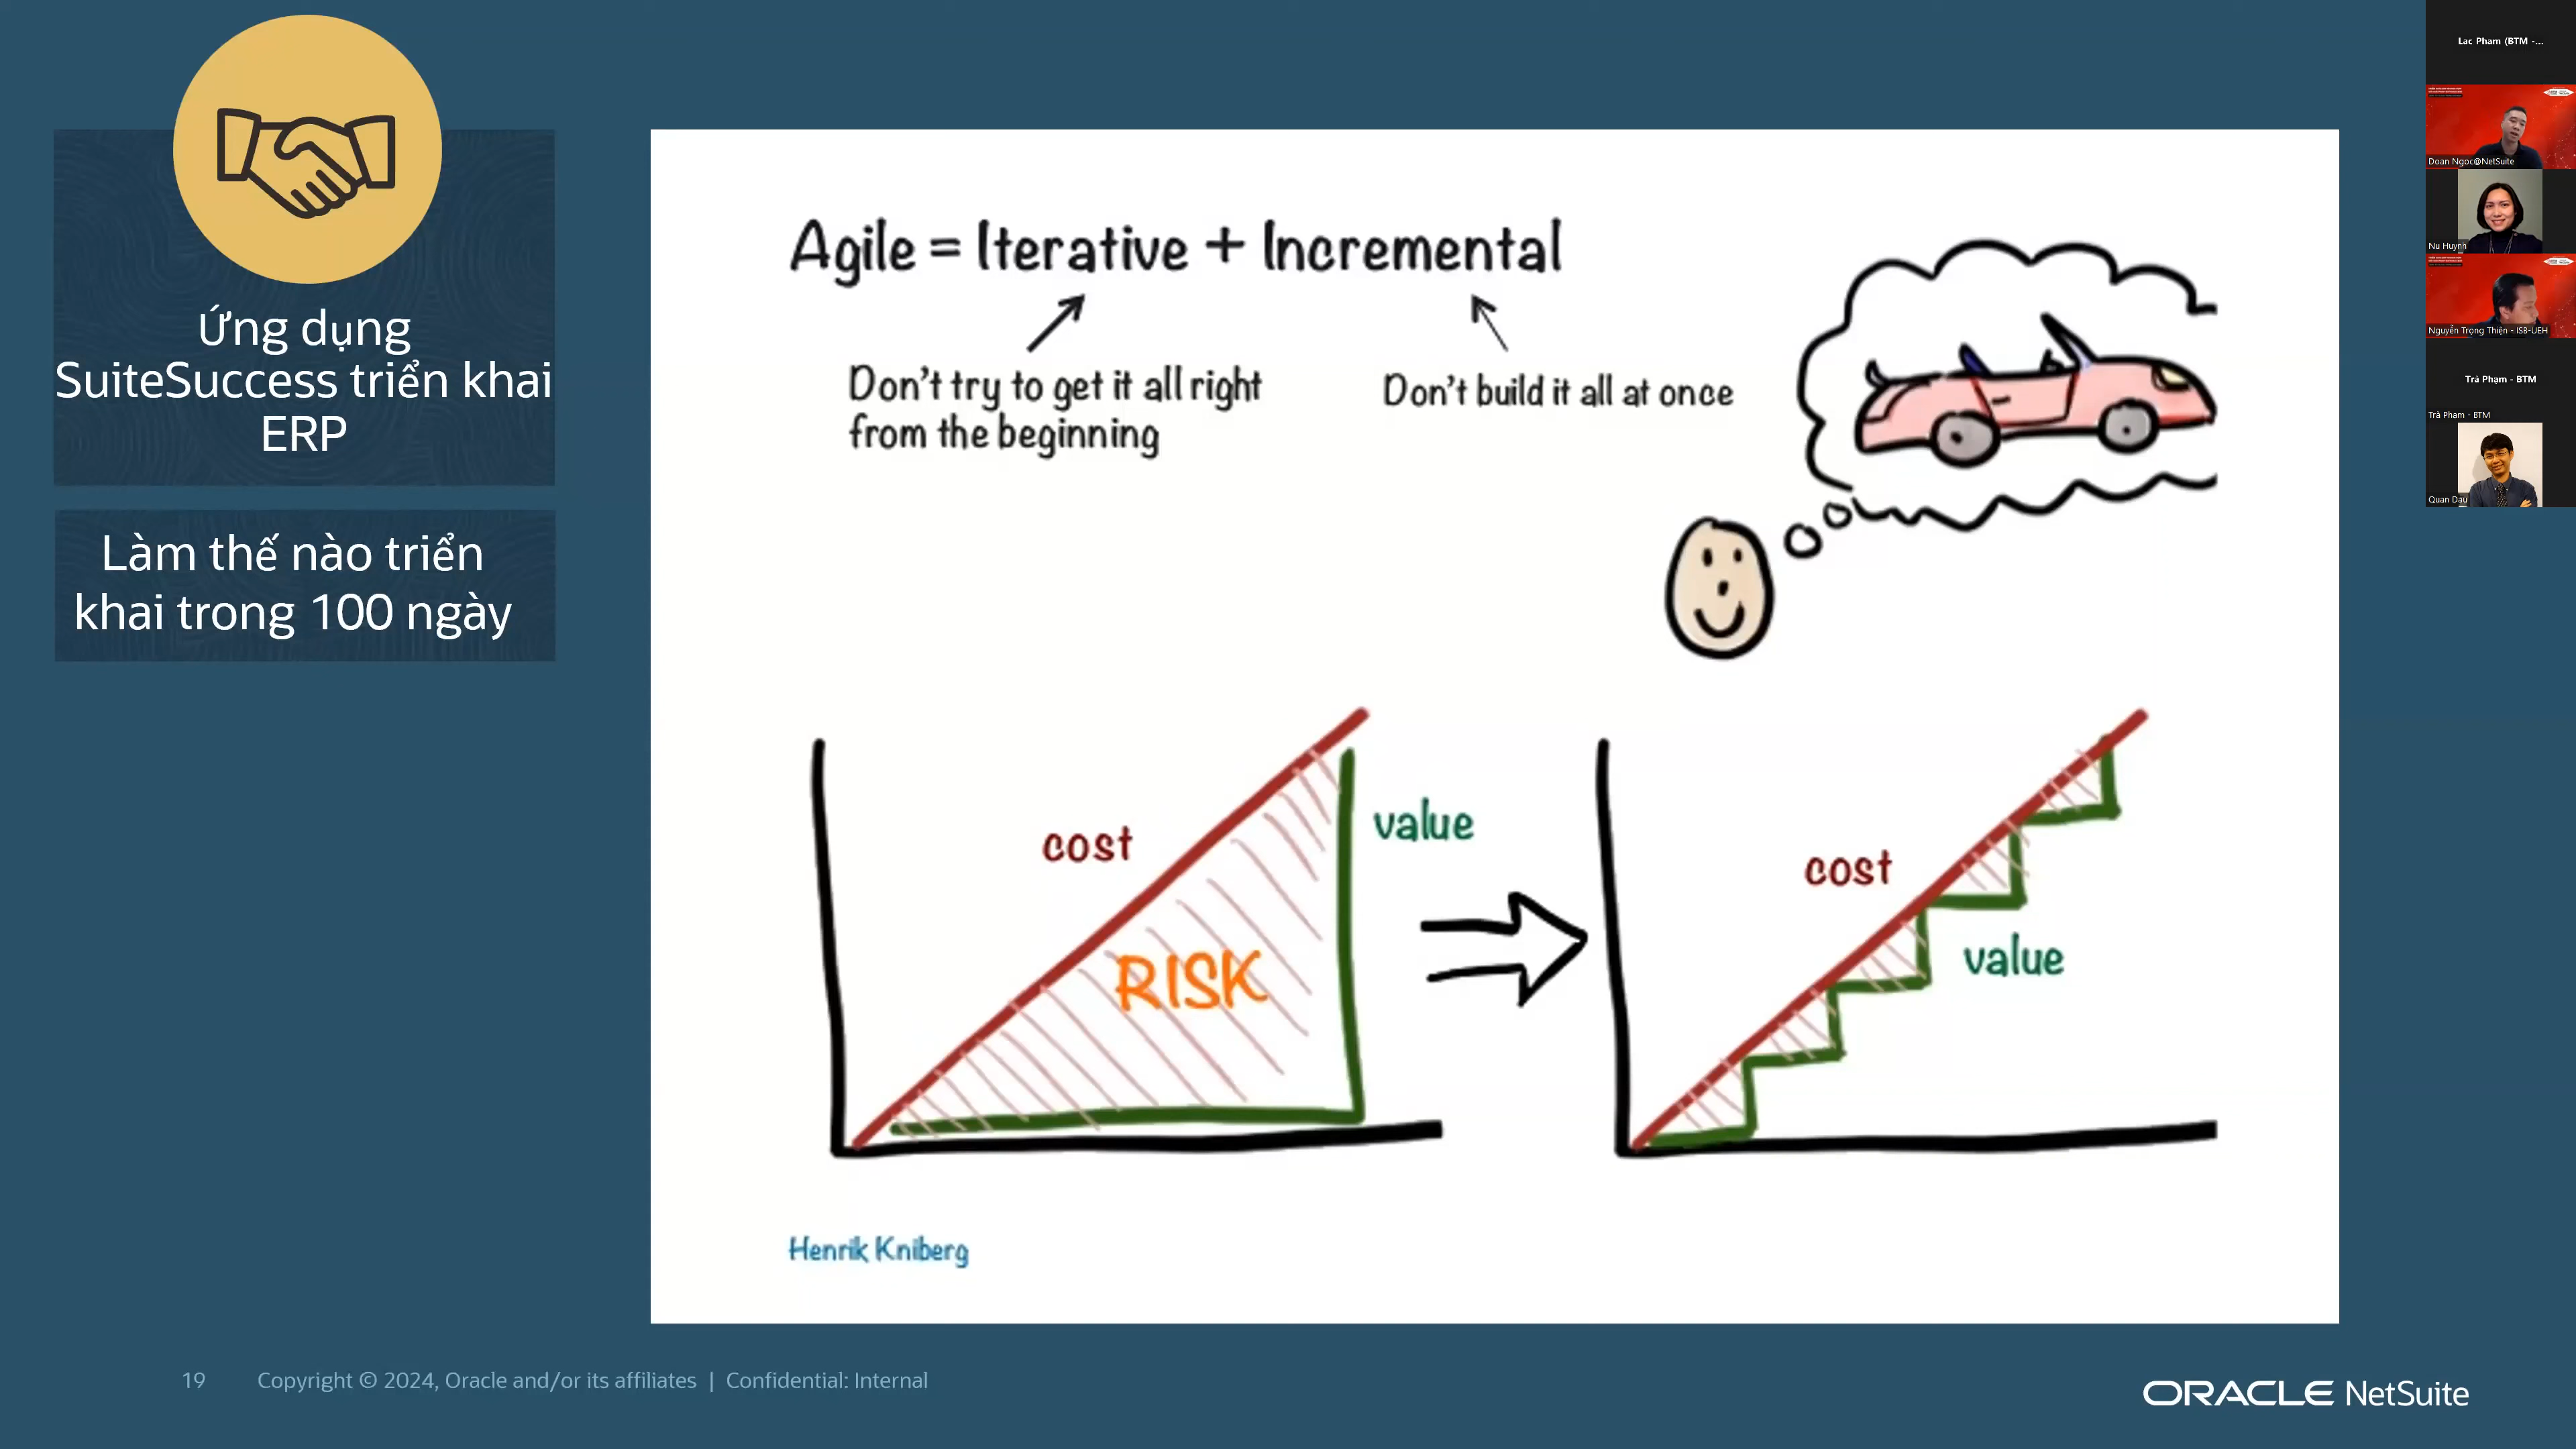 Ứng dụng
SuiteSuccess triển khai
ERP
Làm thế nào triển
khai trong 100 ngày
Agile = Iterative + Incremental
Don't try to get it all right
from the beginning
Don't build it all at once
cost
value
RISK
cost
value
Henrik Kniberg
19
Copyright © 2024, Oracle and/or its affiliates | Confidential: Internal
ORACLE NetSuite
Lac Pham (BTM -...
Doan Ngoc@NetSuite
Nu Huynh
Nguyễn Trọng Thiện - ISB-UEH
Trà Phạm - BTM
Trà Phạm - BTM
Quan Dau